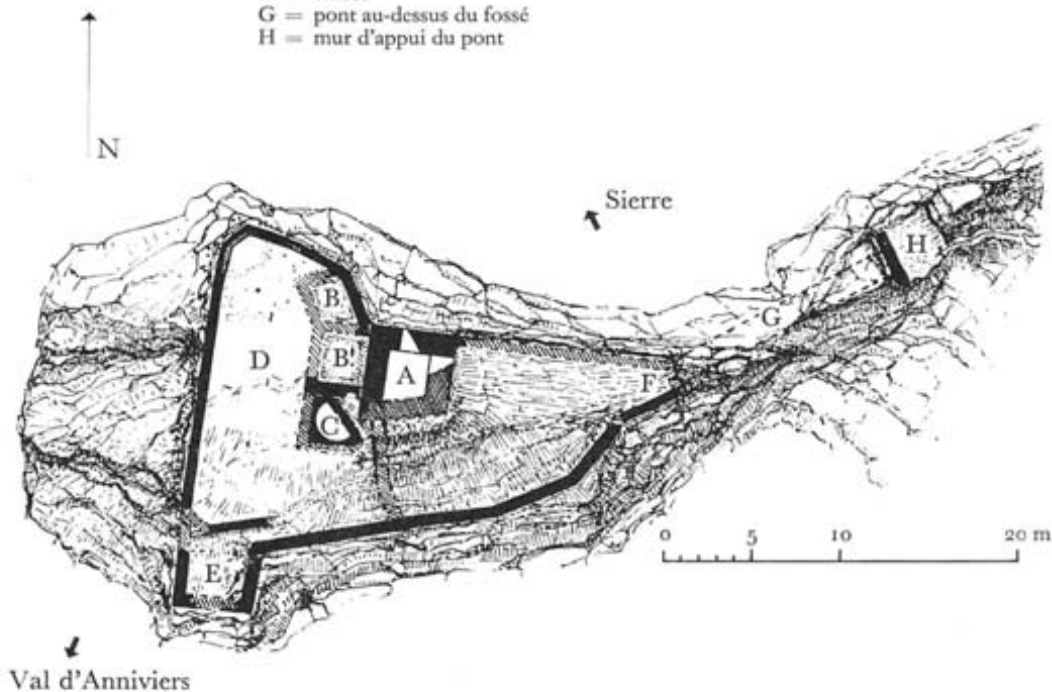 G = pont au-dessus du fossé
H = mur d'appui du pont
N
Sierre
H
B
G
D
B'
A
F
C
0 5 10 20 m
E
Val d'Anniviers